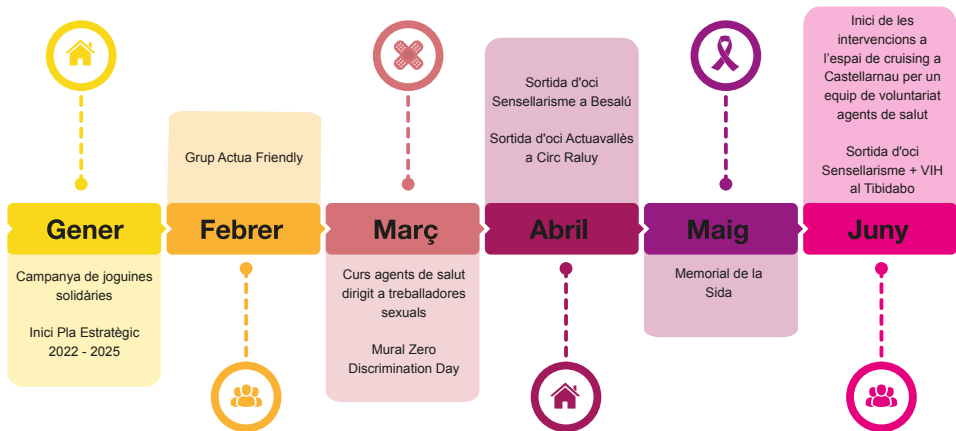 Gener
Campanya de joguines
solidàries
Inici Pla Estratègic
2022 - 2025
Grup Actua Friendly
Febrer
Març
Curs agents de salut
dirigit a treballadores
sexuals
Mural Zero
Discrimination Day
Sortida d'oci
Sensellarisme a Besalú
Sortida d'oci Actuavallès
a Circ Raluy
Abril
Maig
Memorial de la
Sida
Inici de les
intervencions a
l'espai de cruising a
Castellarnau per un
equip de voluntariat
agents de salut
Sortida d'oci
Sensellarisme + VIH
al Tibidabo
Juny